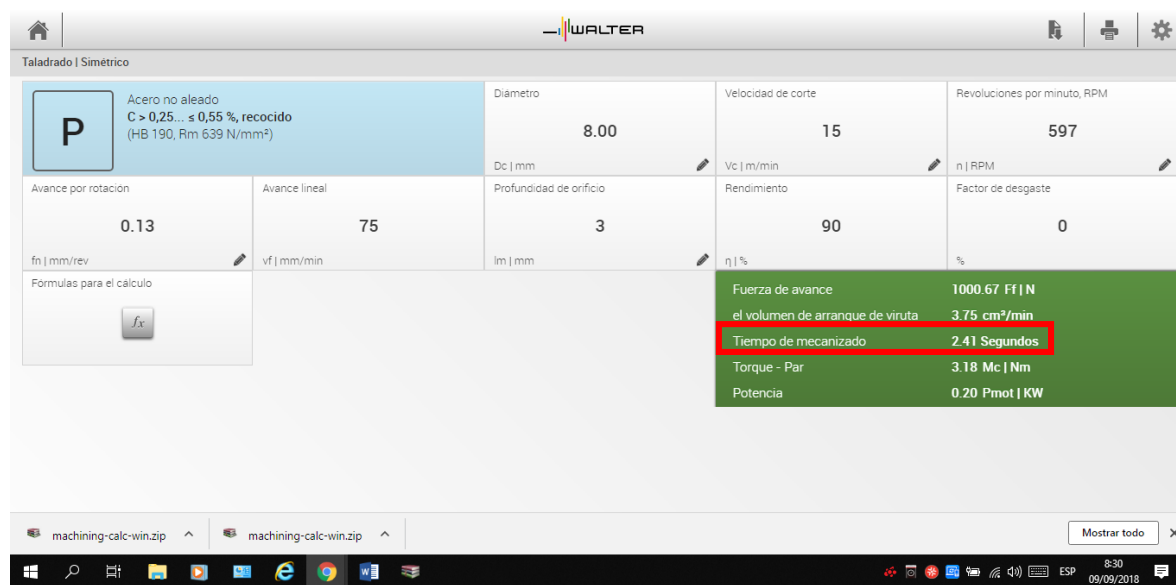 WALTER
Taladrado | Simétrico
P
Acero no aleado
C > 0,25... ≤ 0,55 %, recocido
(HB 190, Rm 639 N/mm²)
Diámetro
8.00
Dc | mm
Velocidad de corte
15
Vc | m/min
Revoluciones por minuto, RPM
597
n | RPM
Avance por rotación
0.13
fn | mm/rev
Avance lineal
75
vf | mm/min
Profundidad de orificio
3
lm | mm
Rendimiento
90
η | %
Factor de desgaste
0
%
Fórmulas para el cálculo
fx
Fuerza de avance 1000.67 Ff | N
el volumen de arranque de viruta 3.75 cm³/min
Tiempo de mecanizado 2.41 Segundos
Torque - Par 3.18 Mc | Nm
Potencia 0.20 Pmot | KW
machining-calc-win.zip
machining-calc-win.zip
Mostrar todo
ESP
8:30
09/09/2018